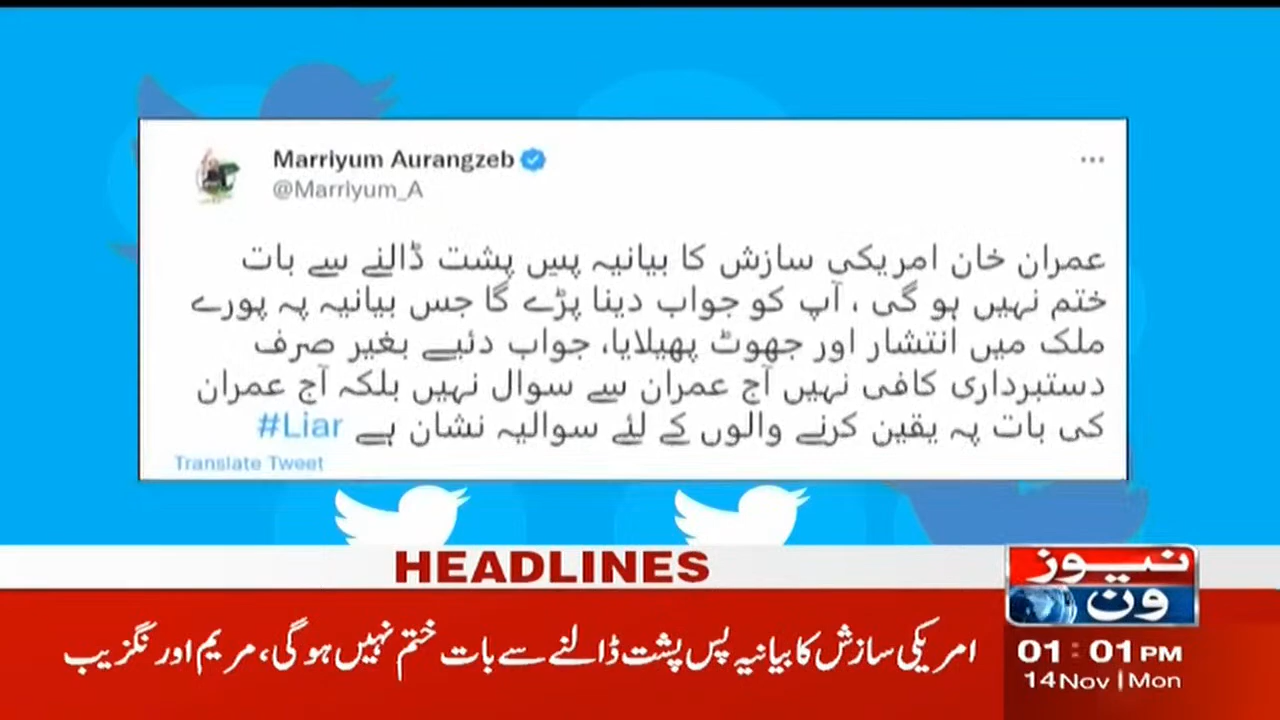 Marriyum Aurangzeb
@Marriyum_A
عمران خان امریکی سازش کا بیانیہ پسِ پشت ڈالنے سے بات
ختم نہیں ہو گی ، آپ کو جواب دینا پڑے گا جس بیانیہ پہ پورے
ملک میں انتشار اور جھوٹ پھیلایا، جواب دئیے بغیر صرف
دستبرداری کافی نہیں آج عمران سے سوال نہیں بلکہ آج عمران
کی بات پہ یقین کرنے والوں کے لئے سوالیہ نشان ہے #Liar
Translate Tweet
HEADLINES
نیوز
ون
امریکی سازش کا بیانیہ پس پشت ڈالنے سے بات ختم نہیں ہوگی، مریم اورنگزیب
01:01 PM
14 Nov | Mon